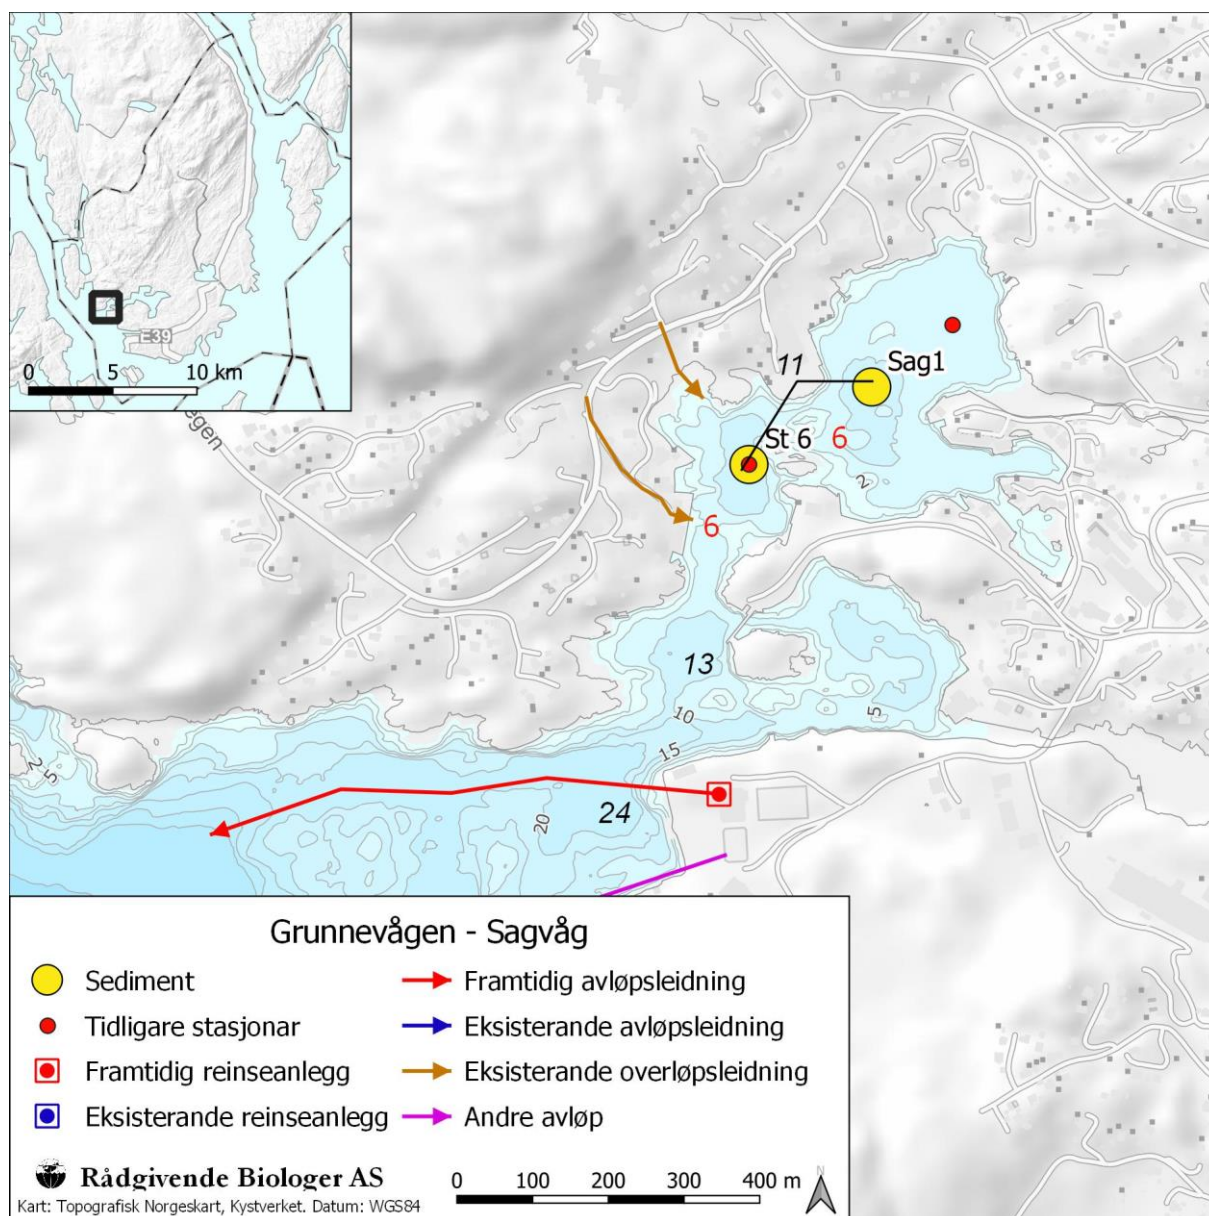 E39
0 5 10 km
egen
11
Sag1
St 6
6
2
6
13
10
5
15
2
5
20
24
Grunnevågen - Sagvåg
Sediment
Framtidig avløpsleidning
Tidligare stasjonar
Eksisterande avløpsleidning
Framtidig reinseanlegg
Eksisterande overløpsleidning
Eksisterande reinseanlegg
Andre avløp
Rådgivende Biologer AS
0 100 200 300 400 m
N
Kart: Topografisk Norgeskart, Kystverket. Datum: WGS84